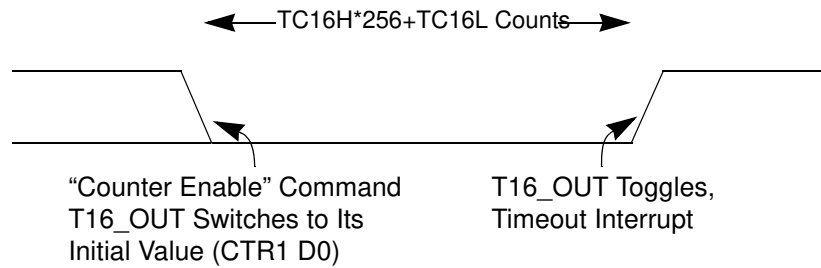 TC16H*256+TC16L Counts
“Counter Enable” Command
T16_OUT Switches to Its
Initial Value (CTR1 D0)
T16_OUT Toggles,
Timeout Interrupt